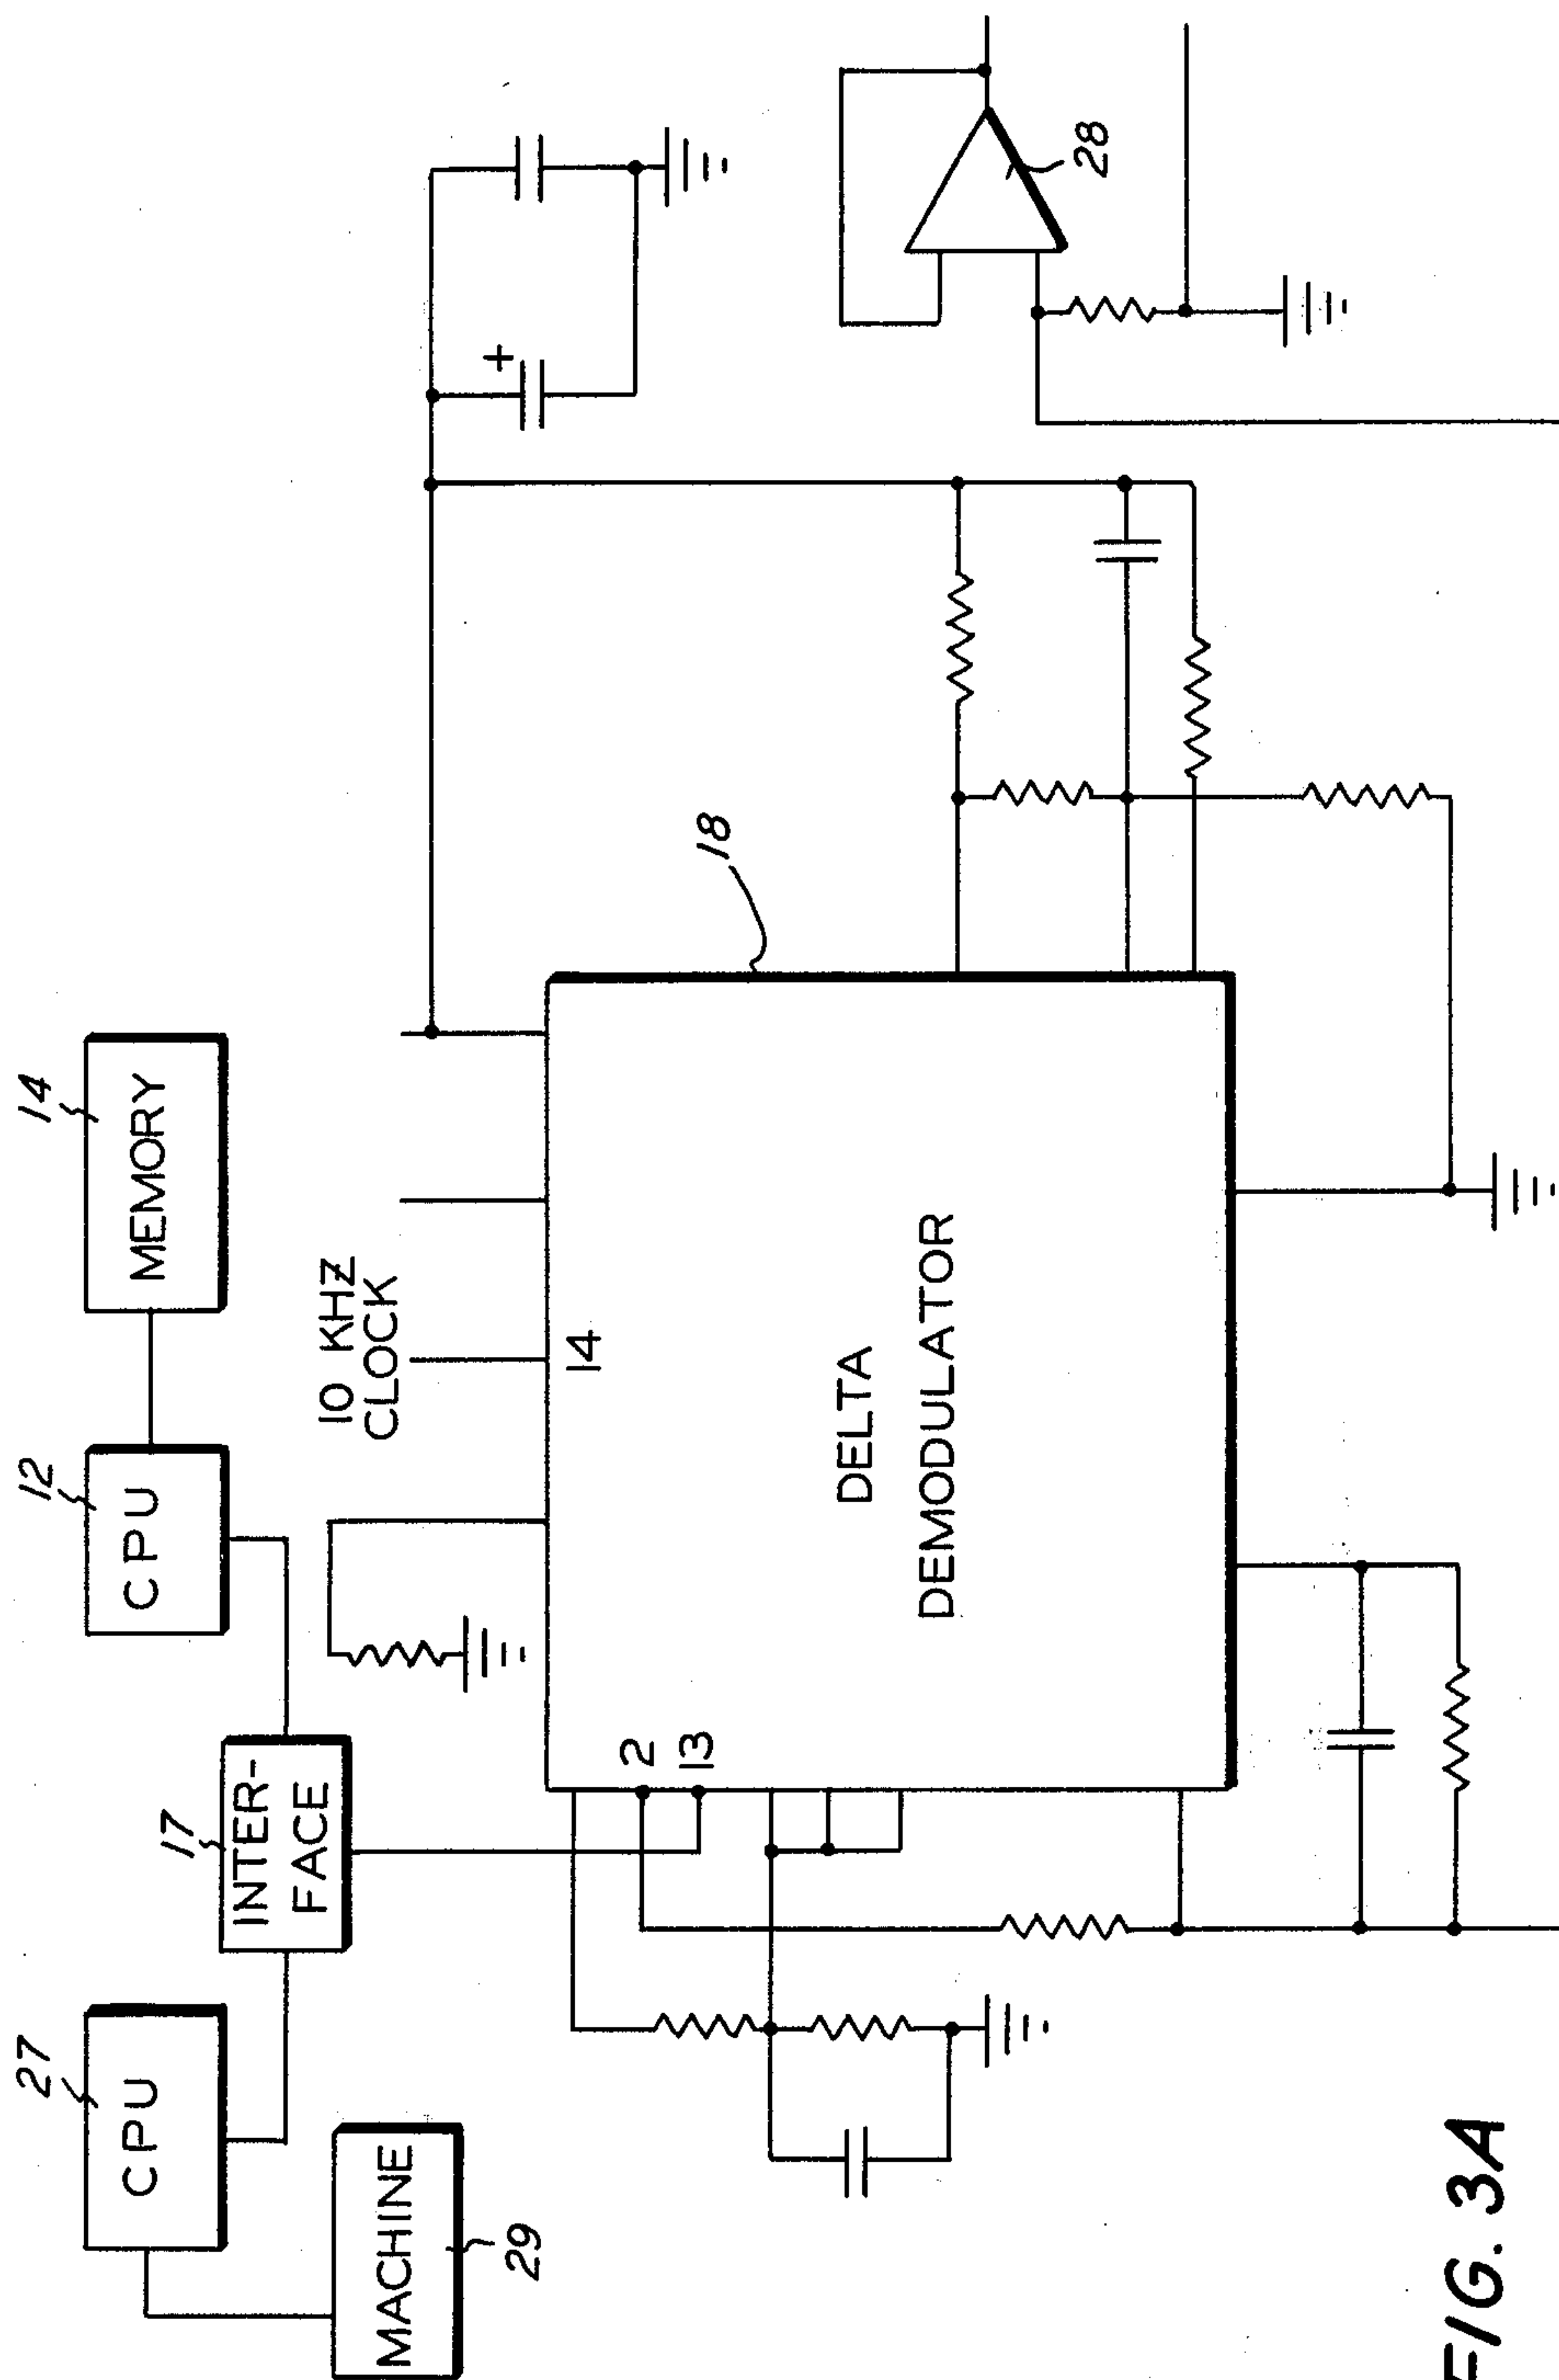 27
CPU
MACHINE
29
17
INTER-
FACE
12
CPU
14
MEMORY
10 KHZ
CLOCK
14
2
13
DELTA
DEMODULATOR
18
+
28
FIG. 3A